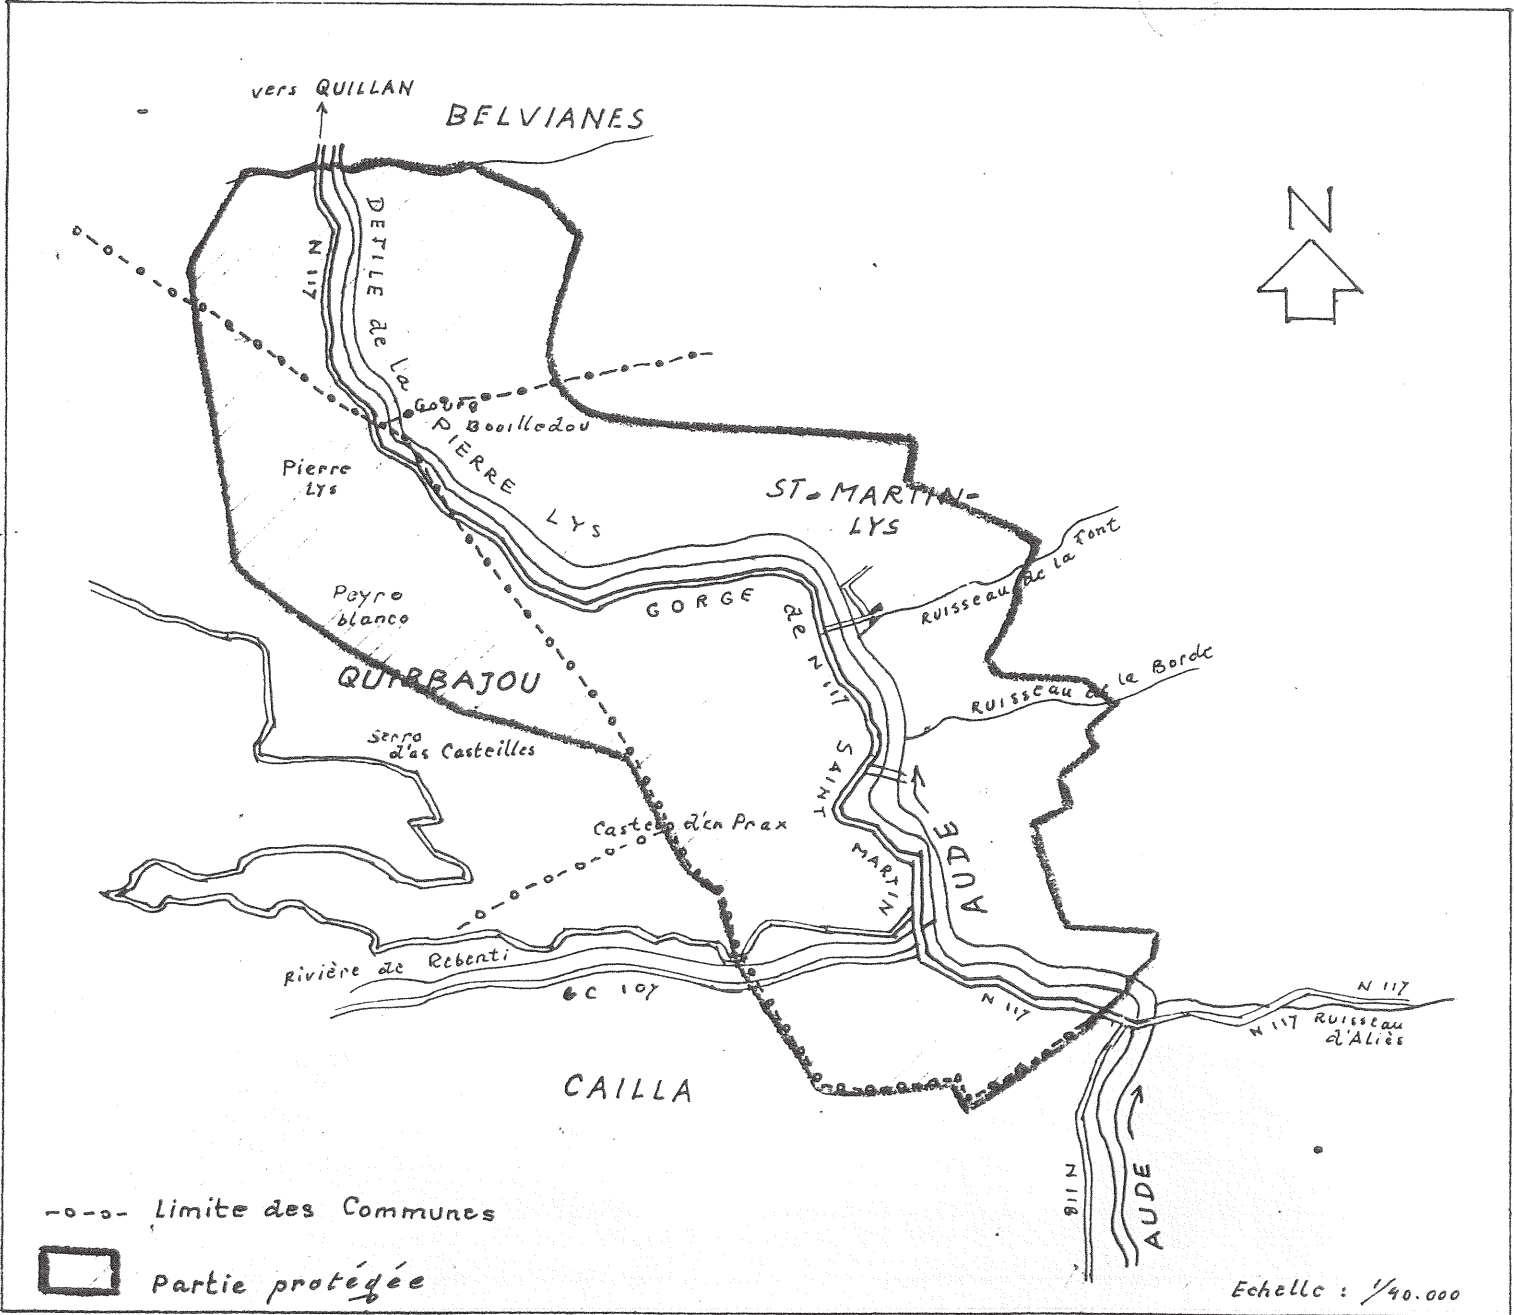 vers QUILLAN
BELVIANES
N
DEFILE de la
PIERRE LYS
N 117
Gourg
d Bouilledou
Pierre
Lys
ST. MARTIN-
LYS
RUISSEAU de la Font
Peyro
blanco
GORGE de SAINT MARTIN
N 117
QUIRBAJOU
RUISSEAU de la Borde
Serro
d'as Casteilles
Castel d'en Prax
AUDE
Rivière de Rebenti
GC 107
N 117
N 117
N 117
RUISSEAU
d'Aliès
CAILLA
N 118
AUDE
Limite des Communes
Partie protégée
Echelle : 1/40.000